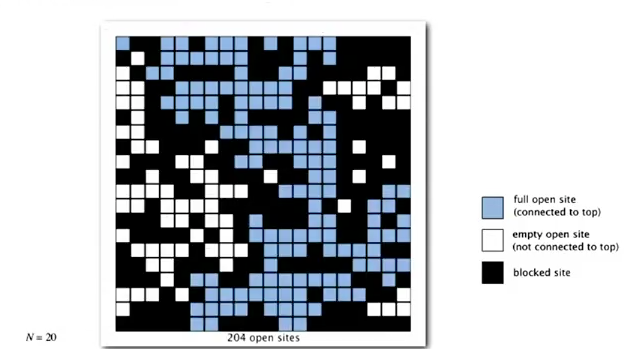 full open site
(connected to top)
empty open site
(not connected to top)
blocked site
N = 20
204 open sites